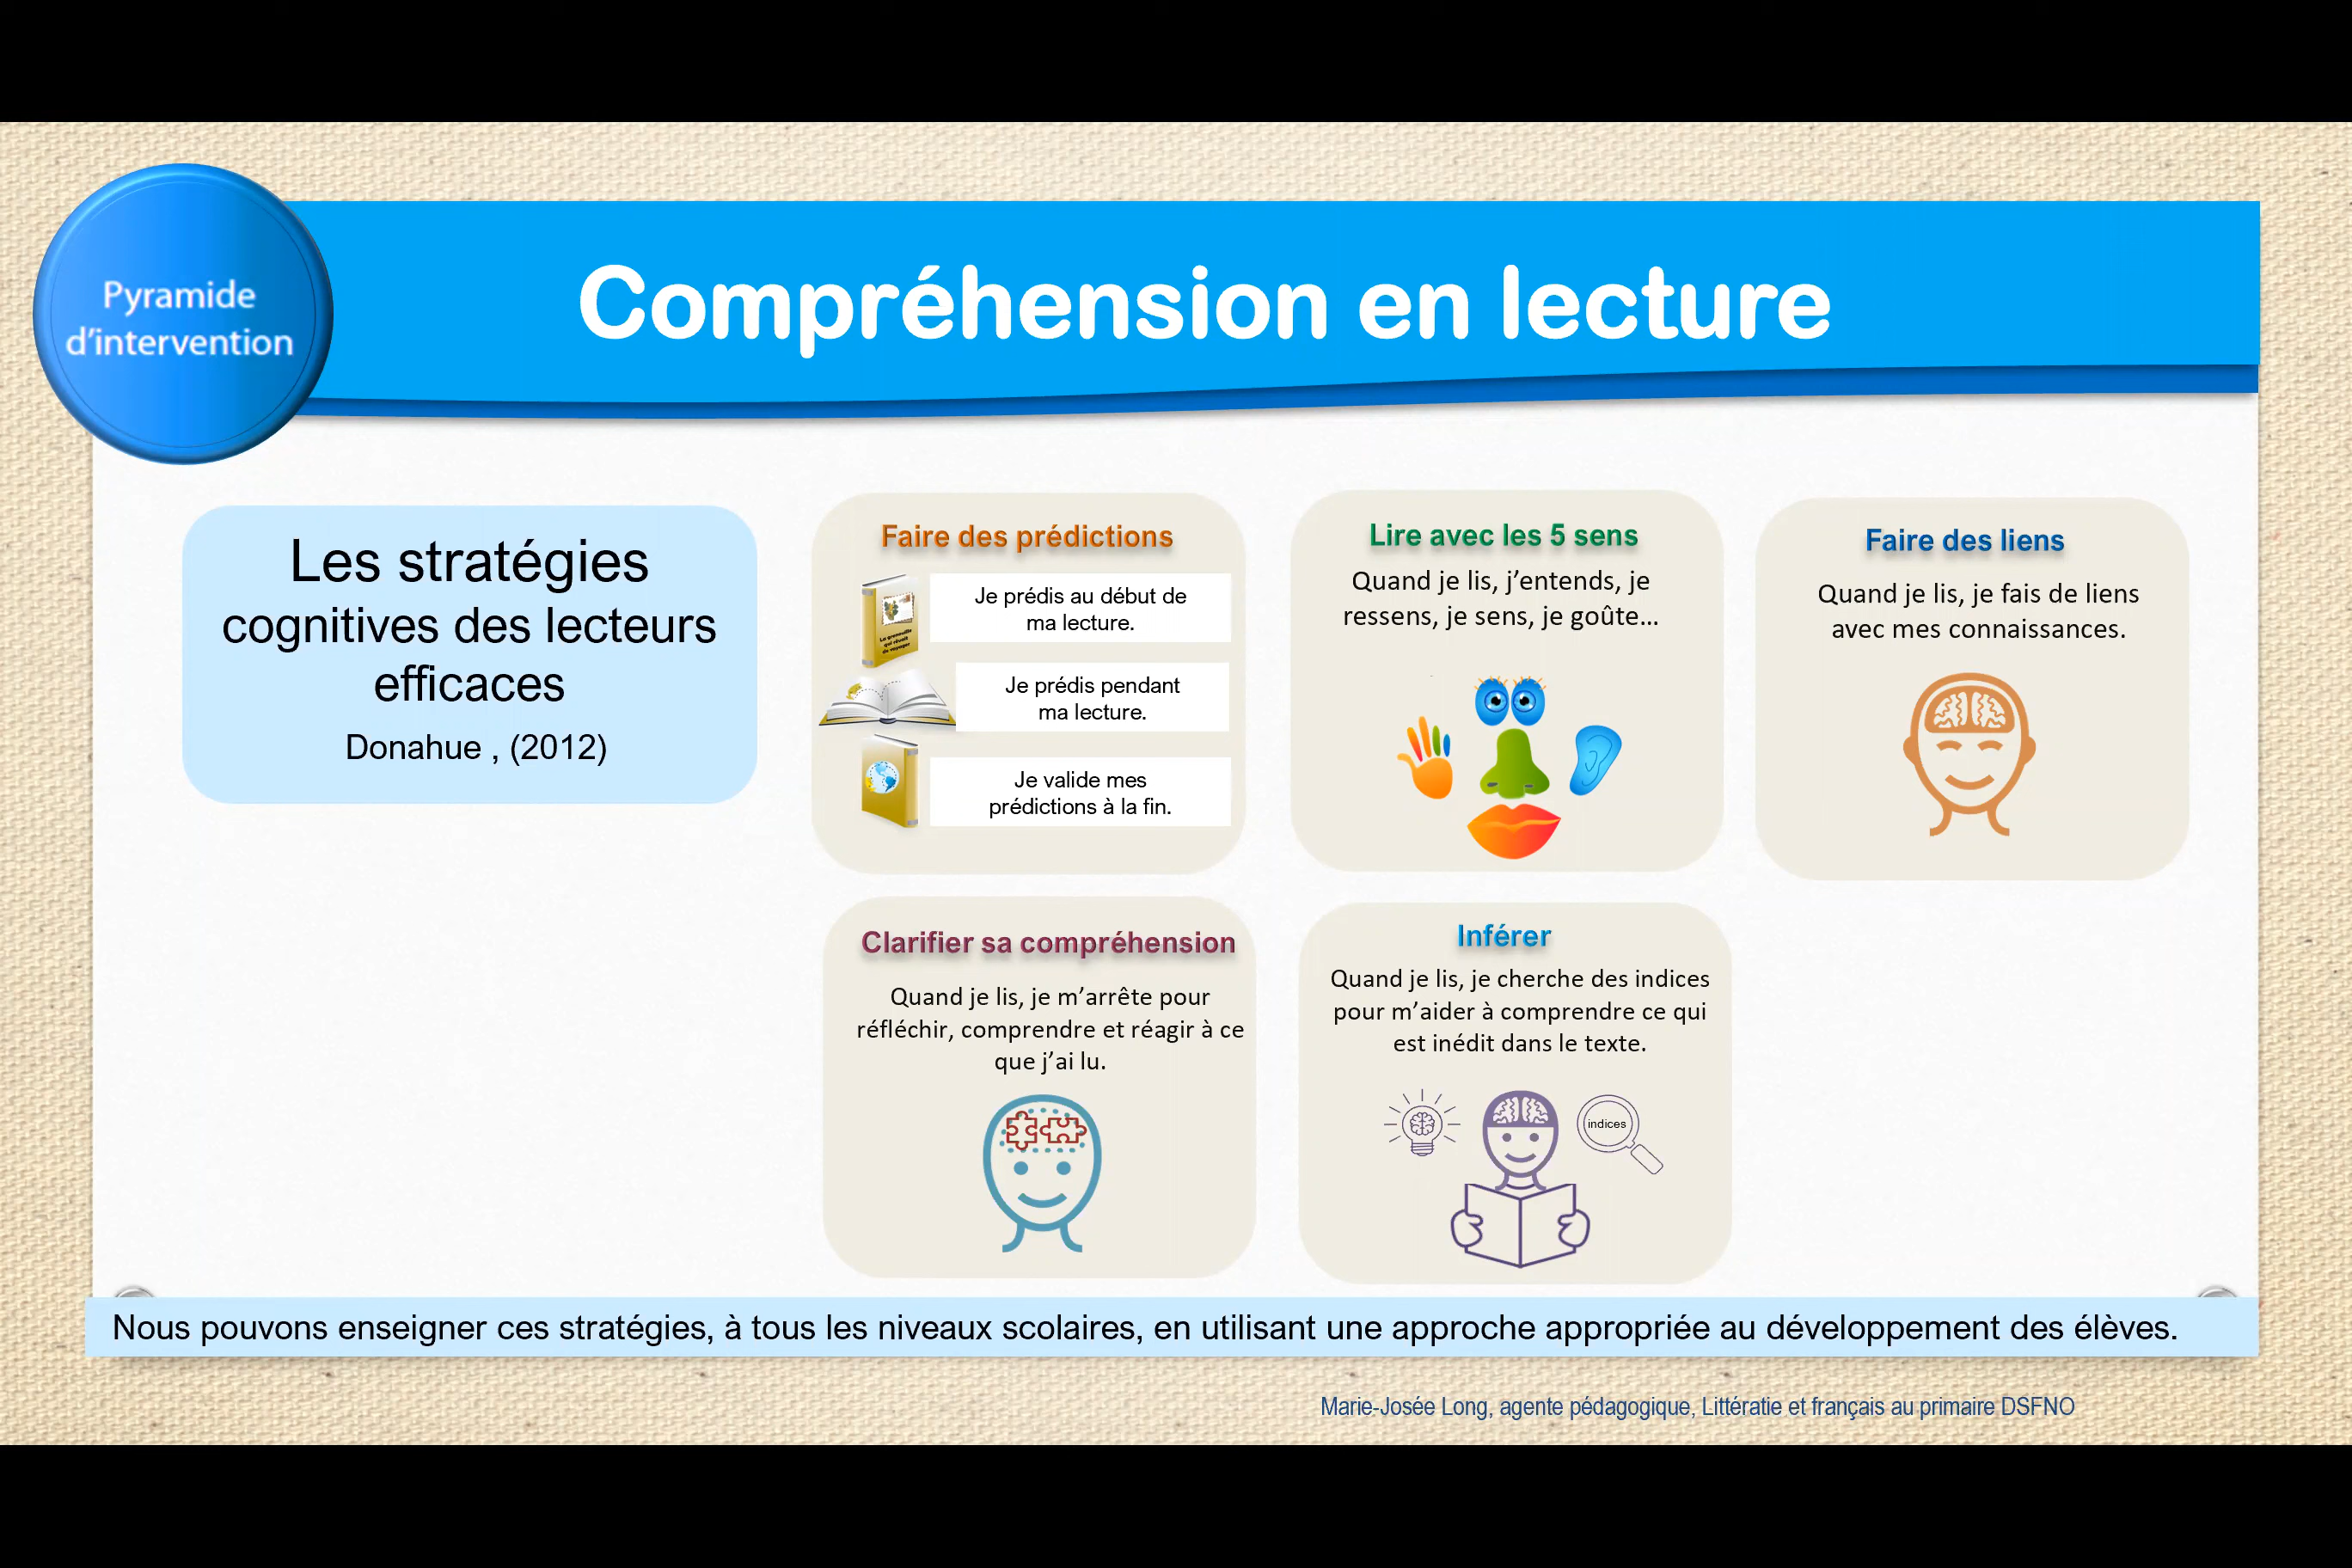 Pyramide
d'intervention
Compréhension en lecture
Les stratégies
cognitives des lecteurs
efficaces
Donahue , (2012)
Faire des prédictions
La grenouille
qui rêvait
de voyager
Je prédis au début de
ma lecture.
Je prédis pendant
ma lecture.
Je valide mes
prédictions à la fin.
Lire avec les 5 sens
Quand je lis, j'entends, je
ressens, je sens, je goûte...
Faire des liens
Quand je lis, je fais de liens
avec mes connaissances.
Clarifier sa compréhension
Quand je lis, je m'arrête pour
réfléchir, comprendre et réagir à ce
que j'ai lu.
Inférer
Quand je lis, je cherche des indices
pour m'aider à comprendre ce qui
est inédit dans le texte.
indices
Nous pouvons enseigner ces stratégies, à tous les niveaux scolaires, en utilisant une approche appropriée au développement des élèves.
Marie-Josée Long, agente pédagogique, Littératie et français au primaire DSFNO